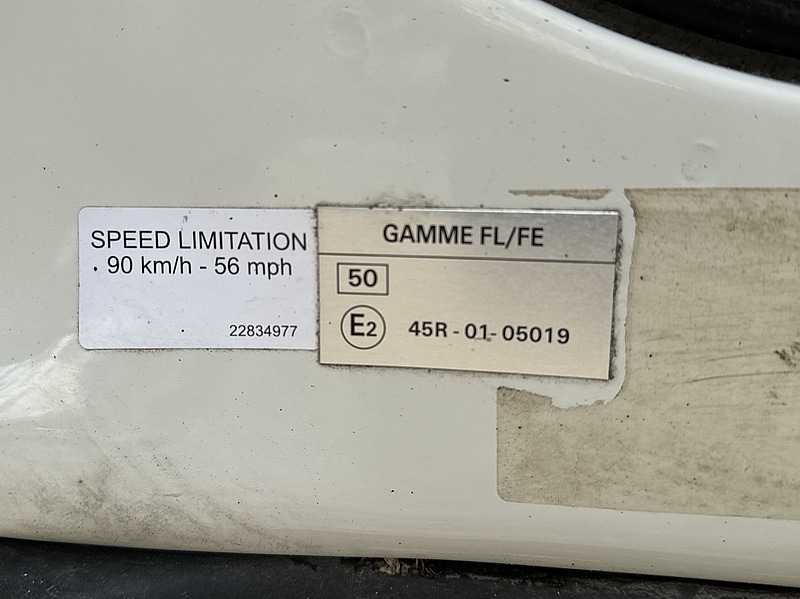 SPEED LIMITATION
90 km/h - 56 mph
22834977
GAMME FL/FE
50
E2 45R - 01- 05019